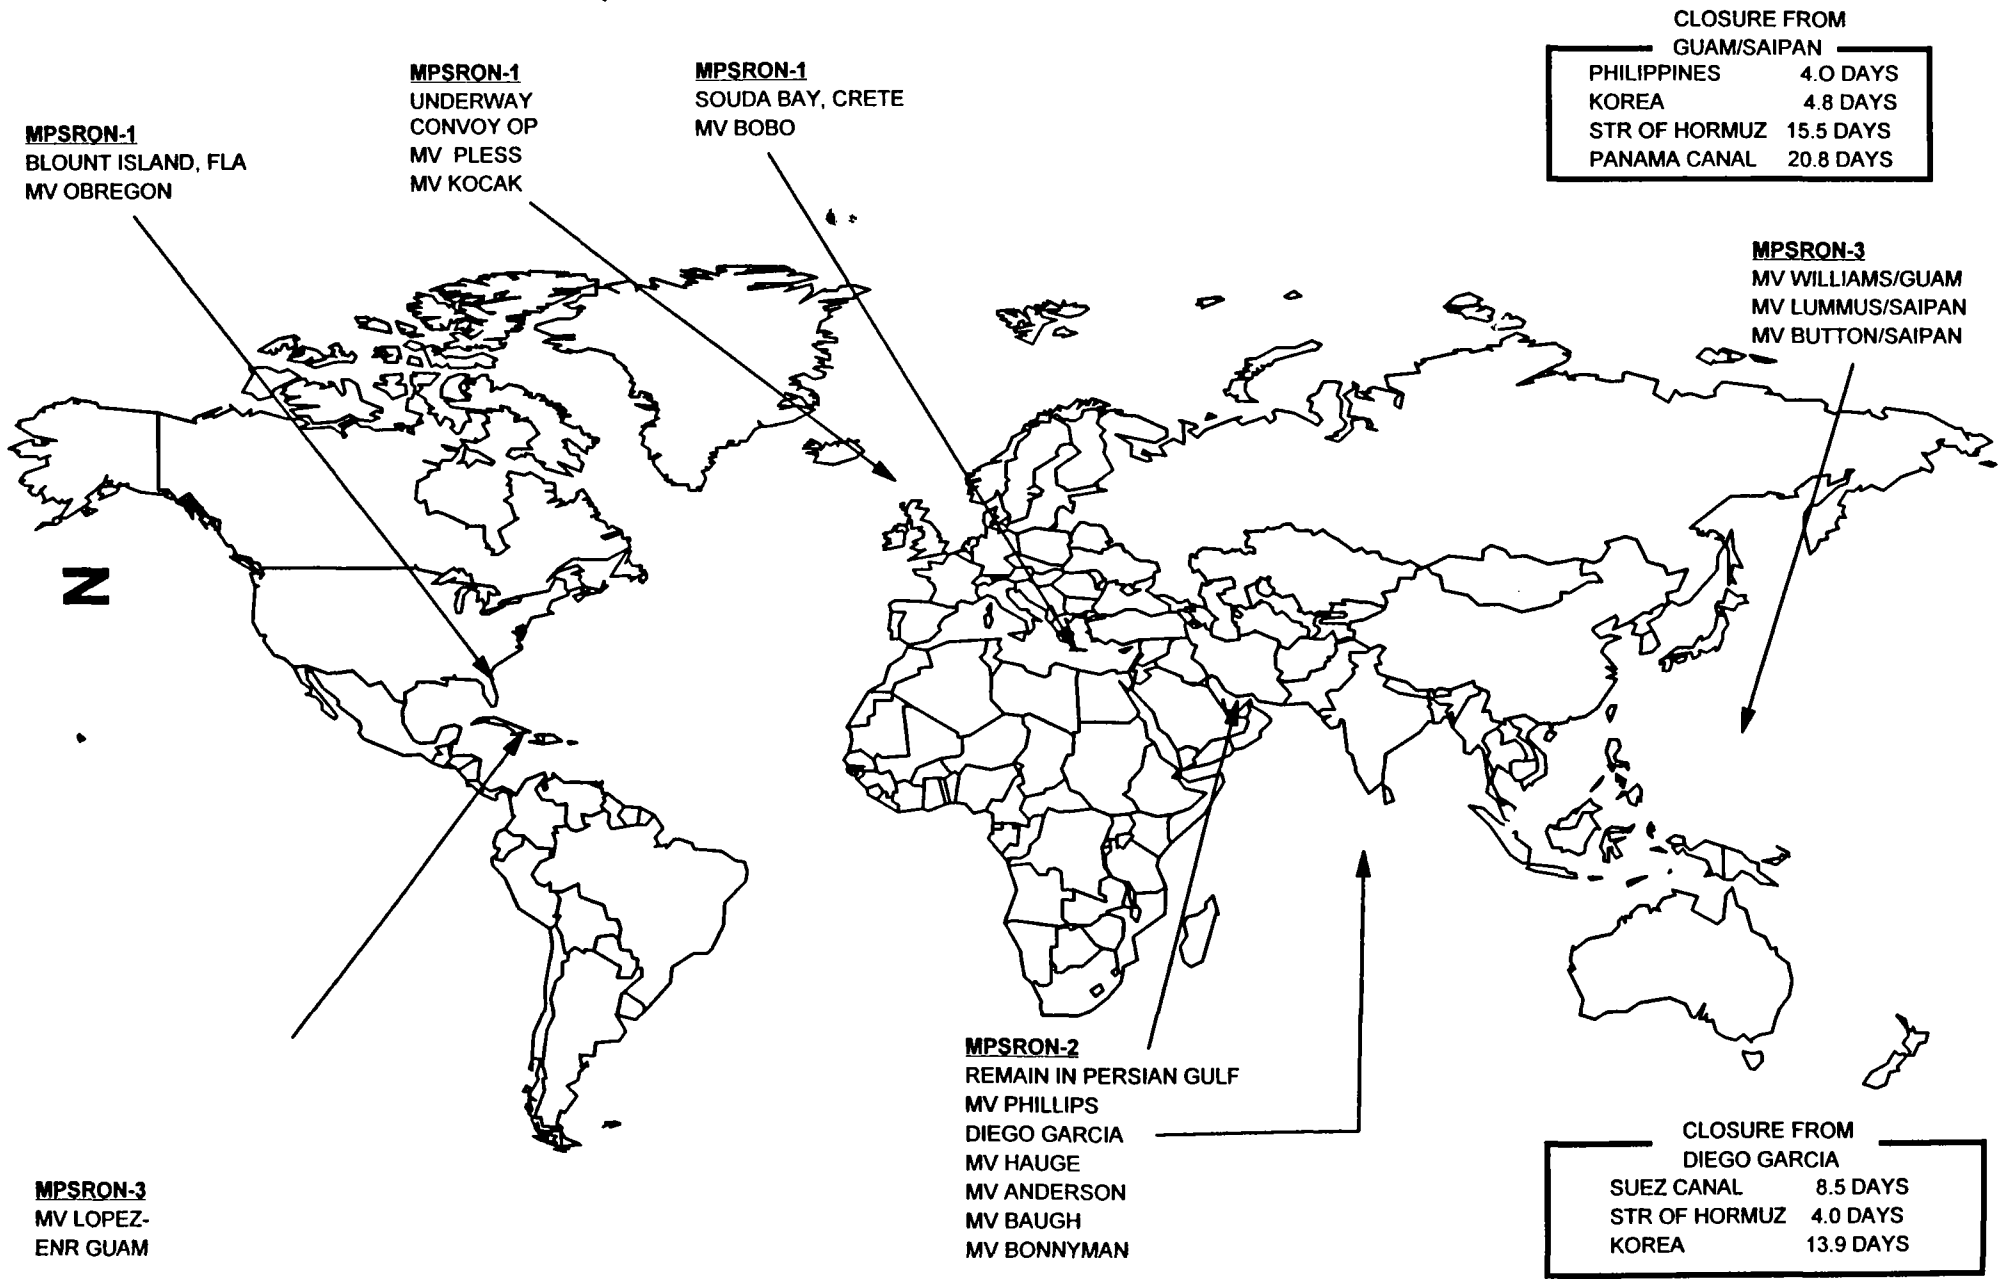 CLOSURE FROM
GUAM/SAIPAN
PHILIPPINES 4.O DAYS
KOREA 4.8 DAYS
STR OF HORMUZ 15.5 DAYS
PANAMA CANAL 20.8 DAYS
MPSRON-1
BLOUNT ISLAND, FLA
MV OBREGON
MPSRON-1
UNDERWAY
CONVOY OP
MV PLESS
MV KOCAK
MPSRON-1
SOUDA BAY, CRETE
MV BOBO
MPSRON-3
MV WILLIAMS/GUAM
MV LUMMUS/SAIPAN
MV BUTTON/SAIPAN
Z
MPSRON-3
MV LOPEZ-
ENR GUAM
MPSRON-2
REMAIN IN PERSIAN GULF
MV PHILLIPS
DIEGO GARCIA
MV HAUGE
MV ANDERSON
MV BAUGH
MV BONNYMAN
CLOSURE FROM
DIEGO GARCIA
SUEZ CANAL 8.5 DAYS
STR OF HORMUZ 4.0 DAYS
KOREA 13.9 DAYS